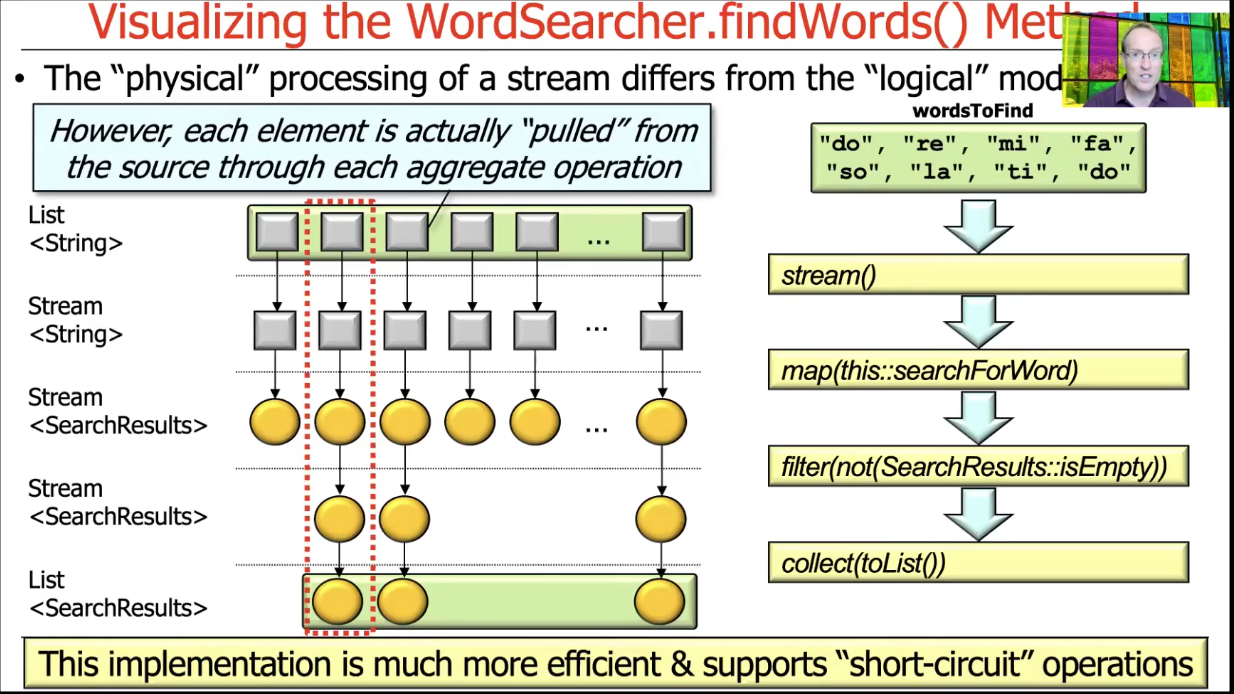 Visualizing the WordSearcher.findWords() Met
• The “physical” processing of a stream differs from the “logical” mod
However, each element is actually “pulled” from
the source through each aggregate operation
wordsToFind
"do", "re", "mi", "fa",
"so", "la", "ti", "do"
List
<String>
...
Stream
<String>
...
Stream
<SearchResults>
...
Stream
<SearchResults>
List
<SearchResults>
stream()
map(this::searchForWord)
filter(not(SearchResults::isEmpty))
collect(toList())
This implementation is much more efficient & supports “short-circuit” operations